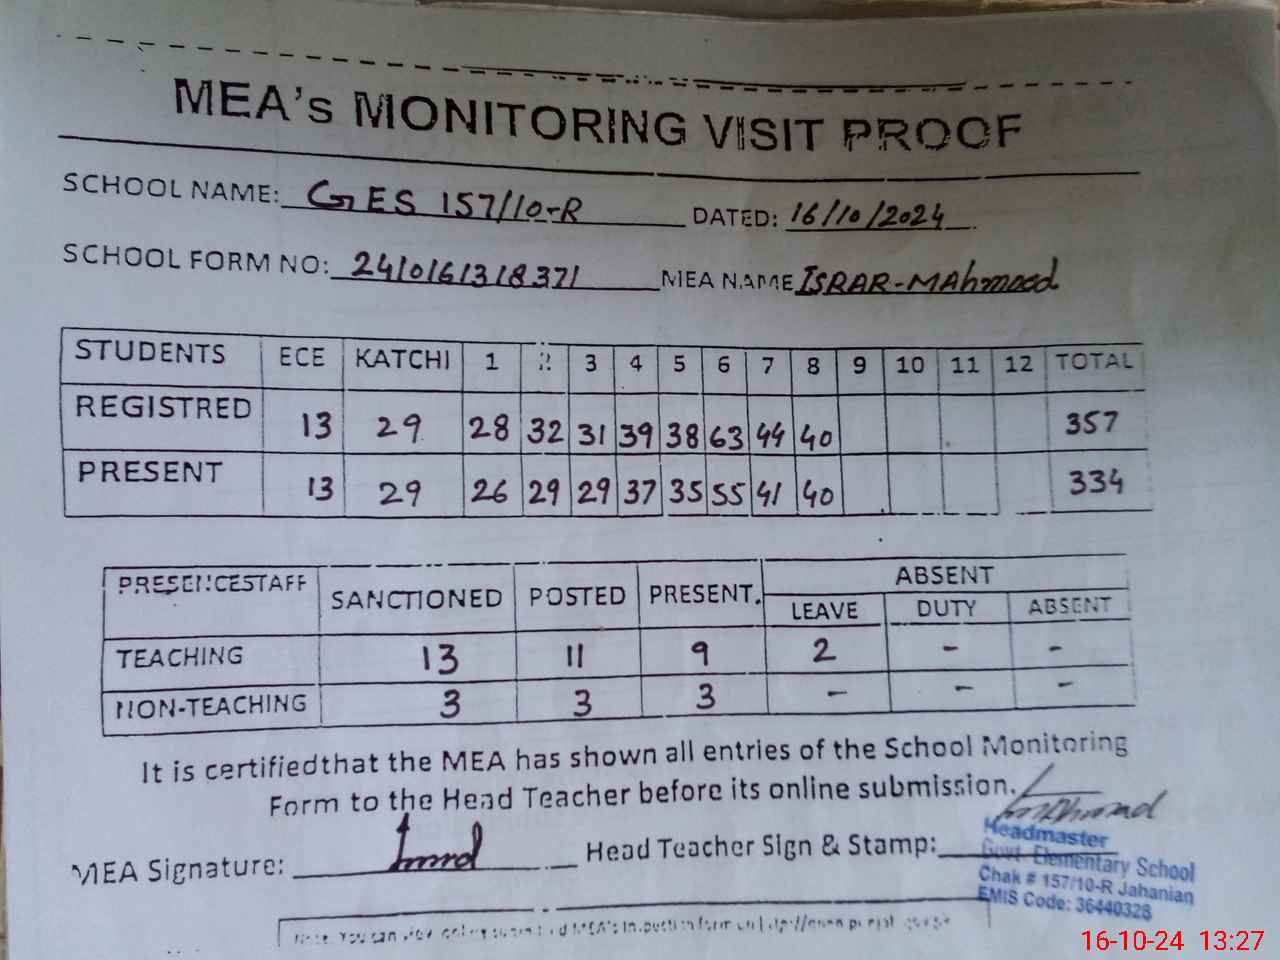 MEA's MONITORING VISIT PROOF
SCHOOL NAME: GES 157/10-R DATED: 16/10/2024
SCHOOL FORM NO: 2410161318371 MEA NAME ISRAR-MAhmood
STUDENTS ECE KATCHI 1 2 3 4 5 6 7 8 9 10 11 12 TOTAL
REGISTRED 13 29 28 32 31 39 38 63 44 40 357
PRESENT 13 29 26 29 29 37 35 55 41 40 334
PRESENCESTAFF SANCTIONED POSTED PRESENT. ABSENT
LEAVE DUTY ABSENT
TEACHING 13 11 9 2 - -
NON-TEACHING 3 3 3 - - -
It is certifiedthat the MEA has shown all entries of the School Monitoring
Form to the Head Teacher before its online submission.
MEA Signature: Head Teacher Sign & Stamp:
Headmaster
Govt. Elementary School
Chak # 157/10-R Jahanian
EMIS Code: 36440328
Note: You can view
16-10-24 13:27